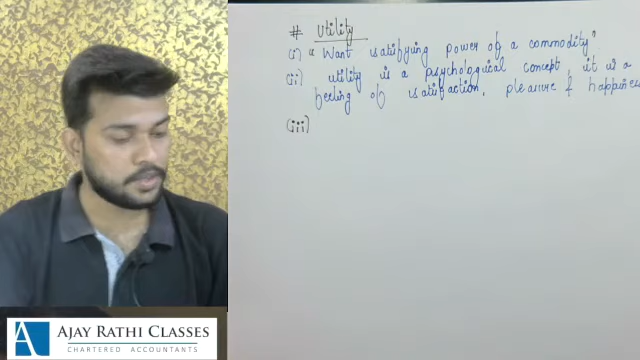 # Utility
(i) " Want satisfying power of a commodity".
(ii) utility is a psychological concept it is a
feeling of satisfaction, pleasure & happiness
(iii)
A
AJAY RATHI CLASSES
CHARTERED ACCOUNTANTS